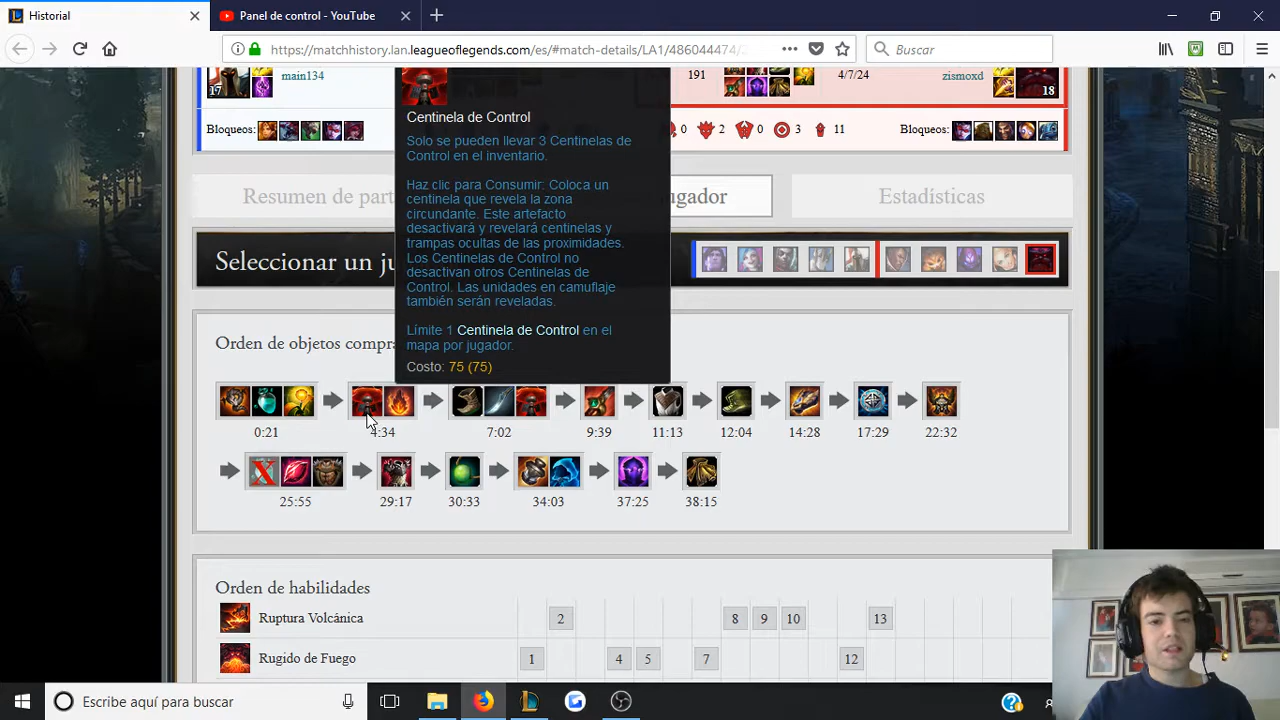 Historial
Panel de control - YouTube
https://matchhistory.lan.leagueoflegends.com/es/#match-details/LA1/486044474/
Buscar
main134
17
191
4/7/24
zismoxd
18
Bloqueos:
0 2 0 3 11
Bloqueos:
Centinela de Control
Solo se pueden llevar 3 Centinelas de
Control en el inventario.
Haz clic para Consumir: Coloca un
centinela que revela la zona
circundante. Este artefacto
desactivará y revelará centinelas y
trampas ocultas de las proximidades.
Los Centinelas de Control no
desactivan otros Centinelas de
Control. Las unidades en camuflaje
también serán reveladas.
Límite 1 Centinela de Control en el
mapa por jugador.
Costo: 75 (75)
Resumen de part
gador
Estadísticas
Seleccionar un ju
Orden de objetos compra
0:21 4:34 7:02 9:39 11:13 12:04 14:28 17:29 22:32
X
25:55 29:17 30:33 34:03 37:25 38:15
Orden de habilidades
Ruptura Volcánica 2 8 9 10 13
Rugido de Fuego 1 4 5 7 12
Escribe aquí para buscar